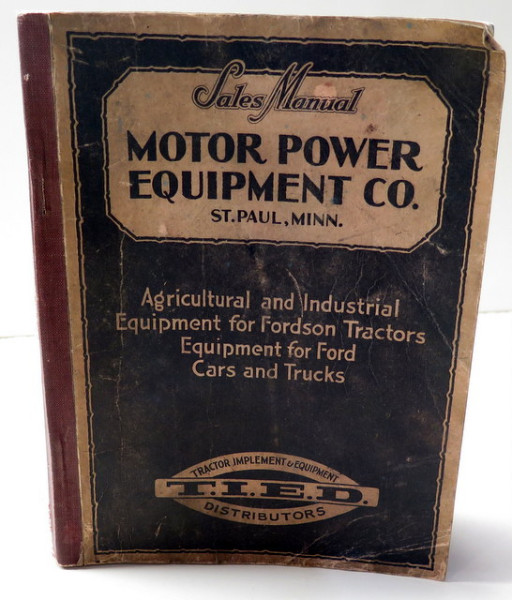 Sales Manual
MOTOR POWER
EQUIPMENT CO.
ST. PAUL, MINN.
Agricultural and Industrial
Equipment for Fordson Tractors
Equipment for Ford
Cars and Trucks
TRACTOR IMPLEMENT & EQUIPMENT
T.I.E.D.
DISTRIBUTORS